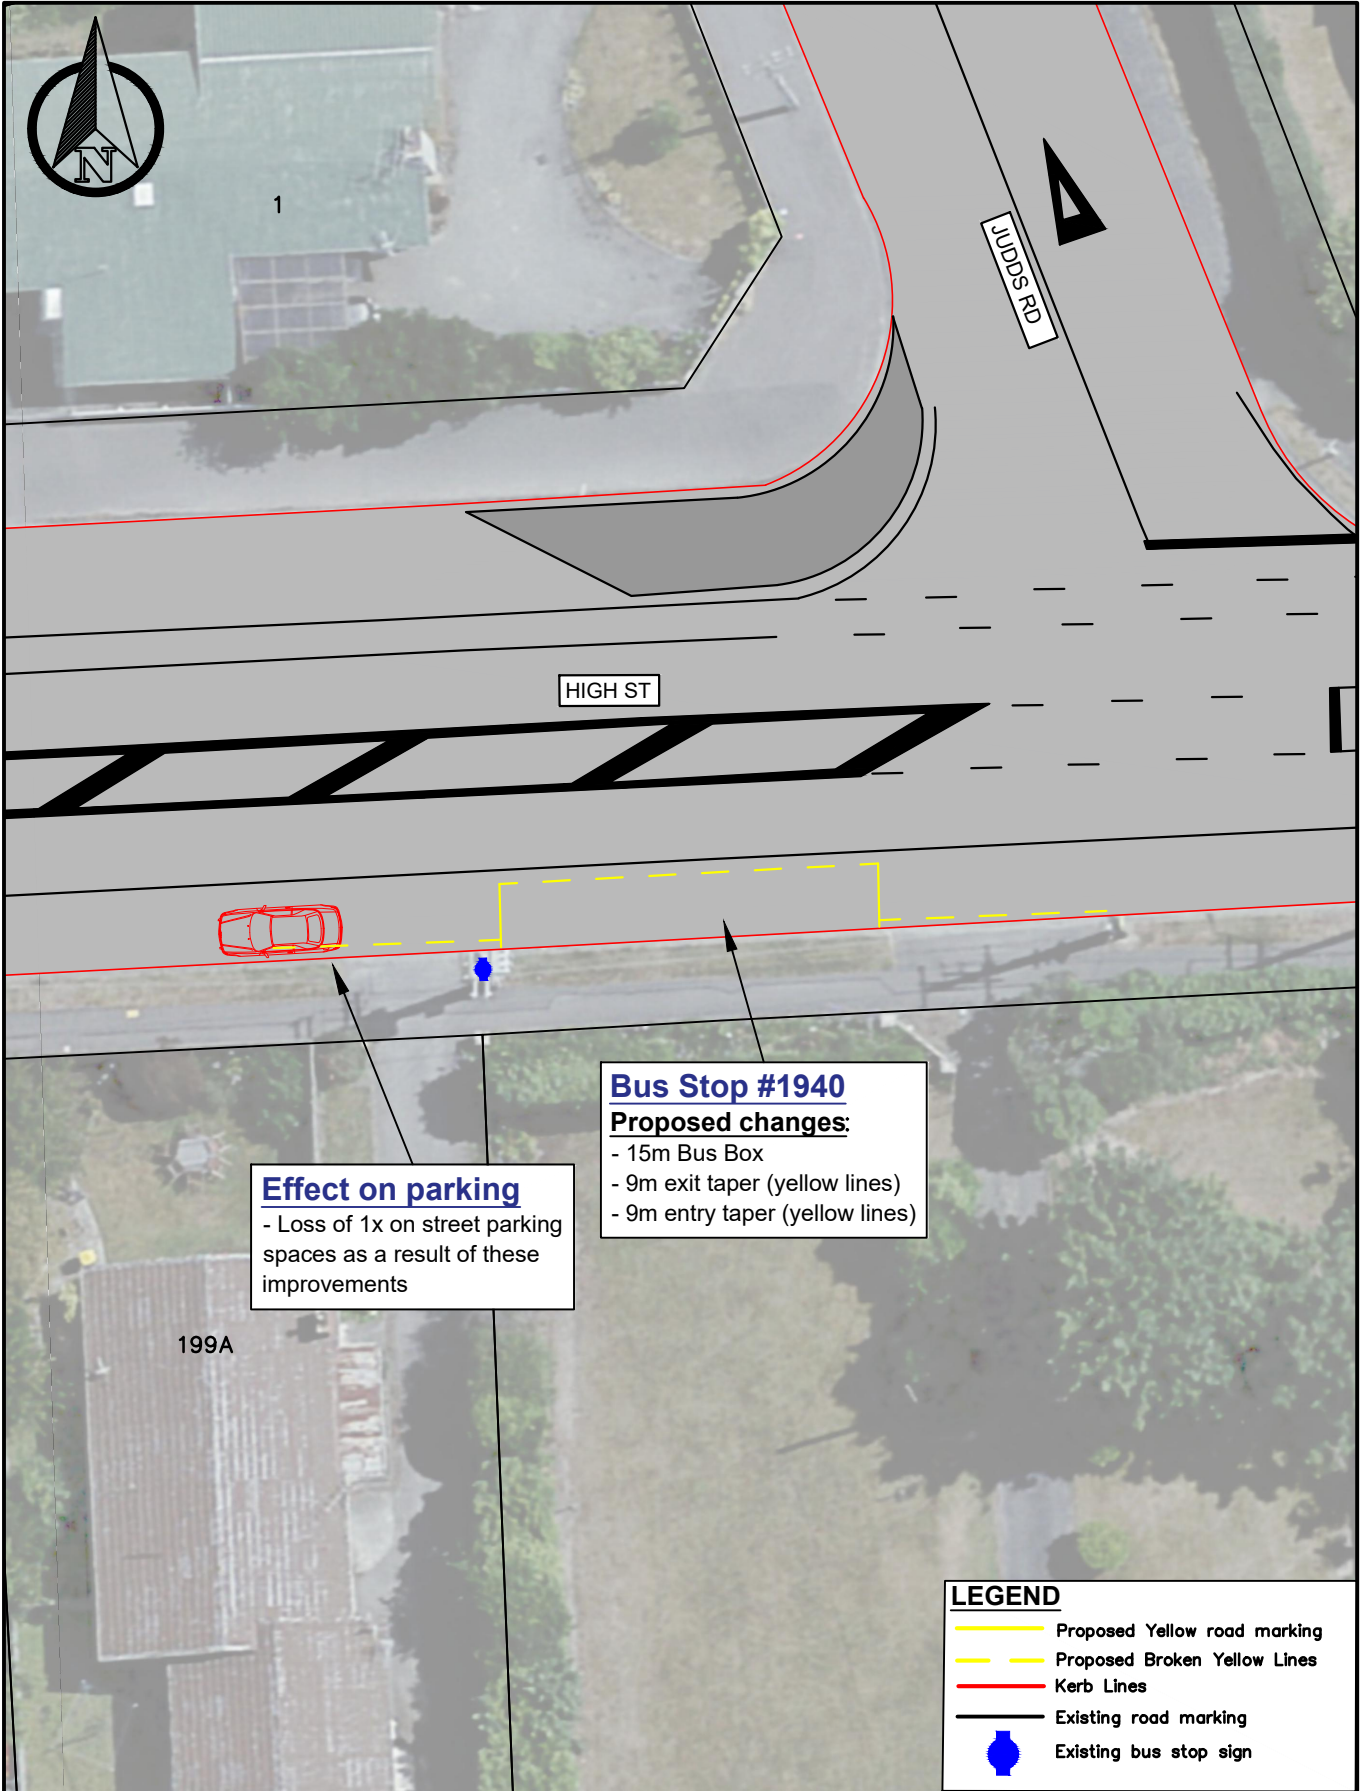 N
1
JUDDS RD
HIGH ST
Bus Stop #1940
Proposed changes:
- 15m Bus Box
- 9m exit taper (yellow lines)
- 9m entry taper (yellow lines)
Effect on parking
- Loss of 1x on street parking
spaces as a result of these
improvements
199A
LEGEND
Proposed Yellow road marking
Proposed Broken Yellow Lines
Kerb Lines
Existing road marking
Existing bus stop sign